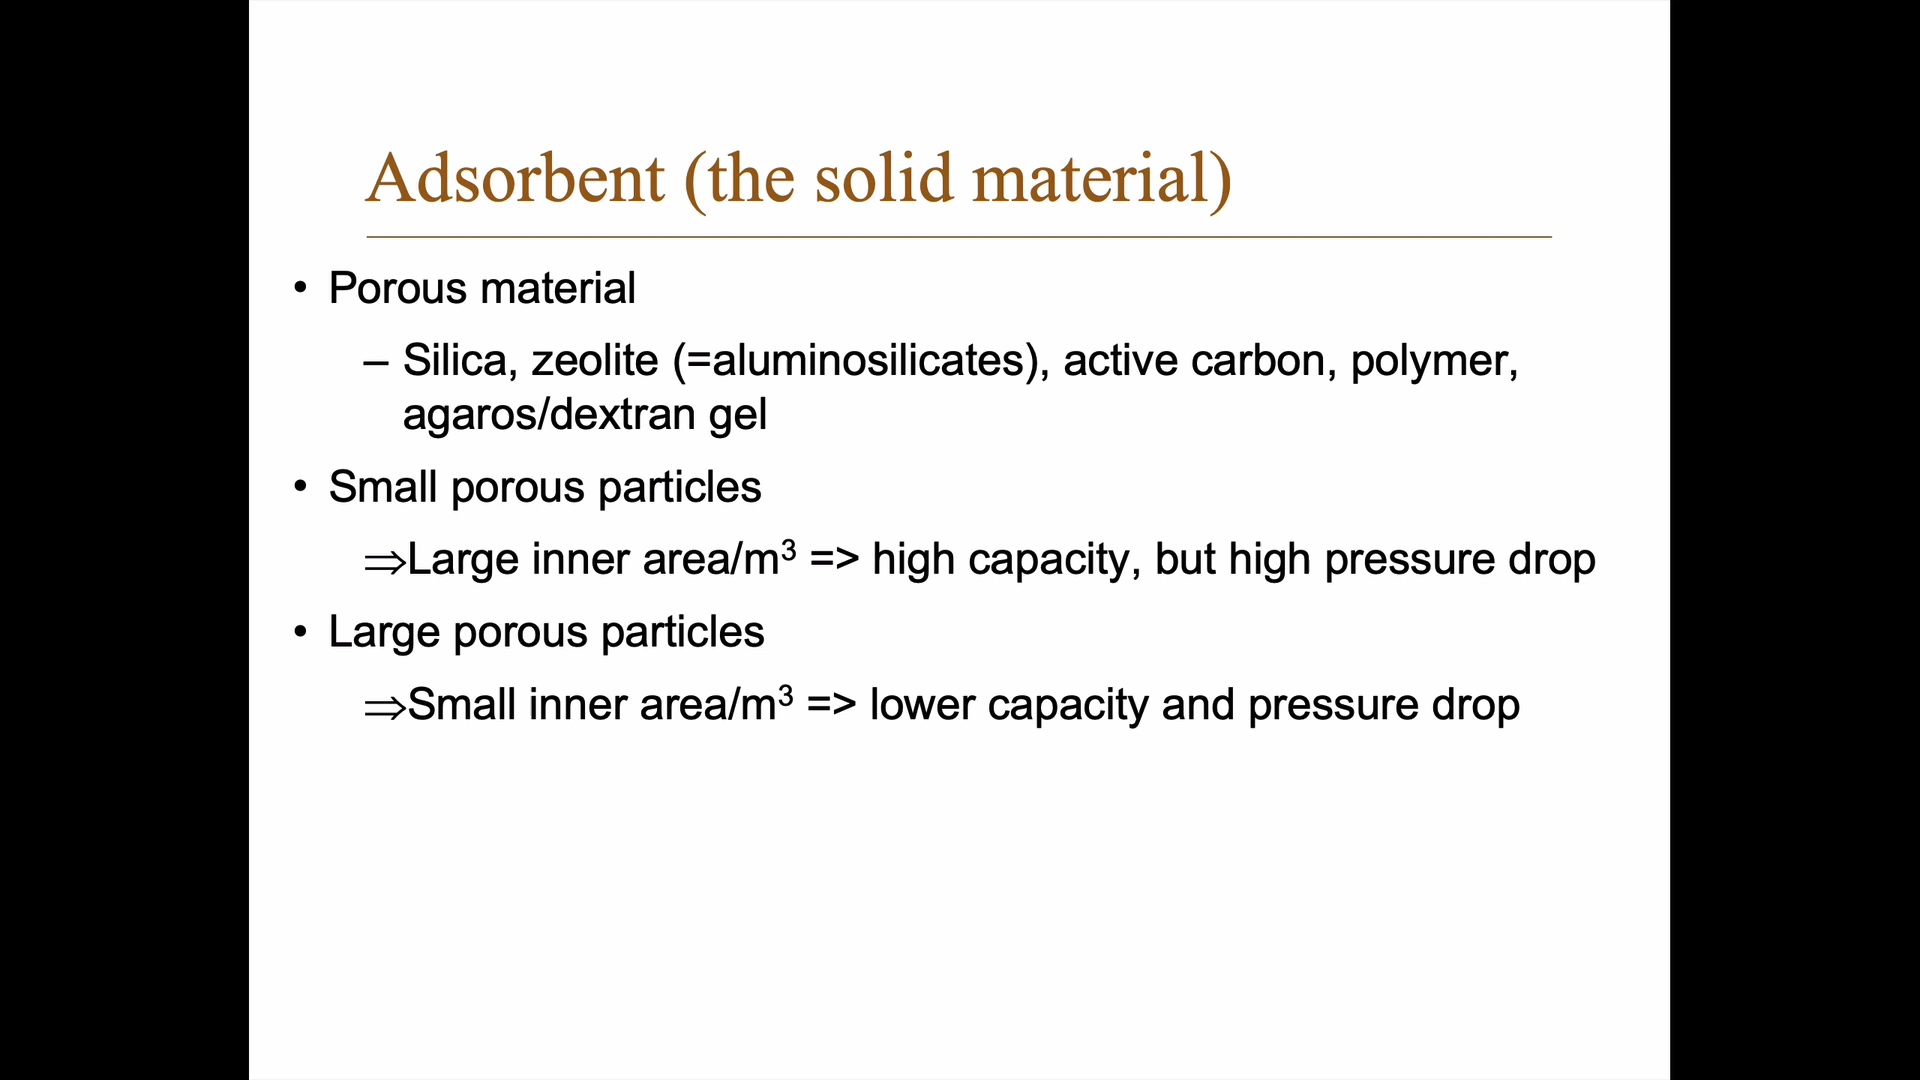 Adsorbent (the solid material)
• Porous material
– Silica, zeolite (=aluminosilicates), active carbon, polymer,
agaros/dextran gel
• Small porous particles
⇒Large inner area/m³ => high capacity, but high pressure drop
• Large porous particles
⇒Small inner area/m³ => lower capacity and pressure drop